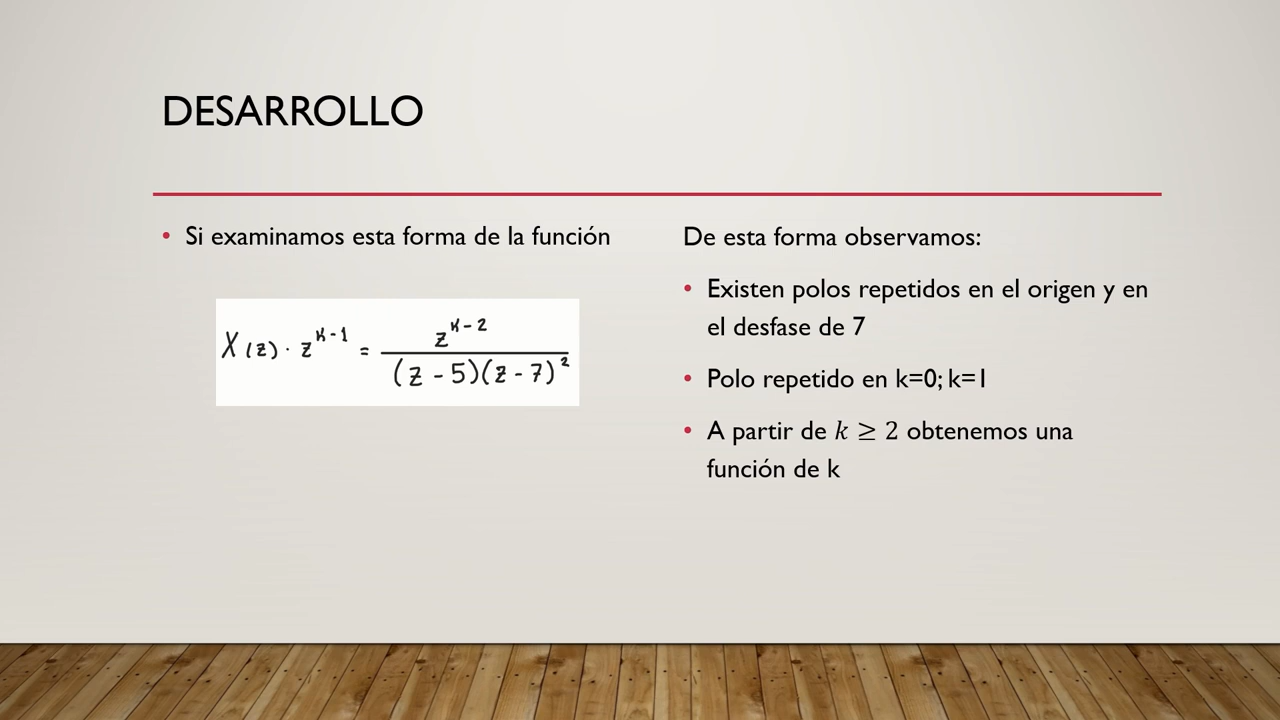 DESARROLLO
• Si examinamos esta forma de la función
X(z) · z^{k-1} = \frac{z^{k-2}}{(z - 5)(z - 7)^2}
De esta forma observamos:
• Existen polos repetidos en el origen y en
el desfase de 7
• Polo repetido en k=0; k=1
• A partir de k ≥ 2 obtenemos una
función de k